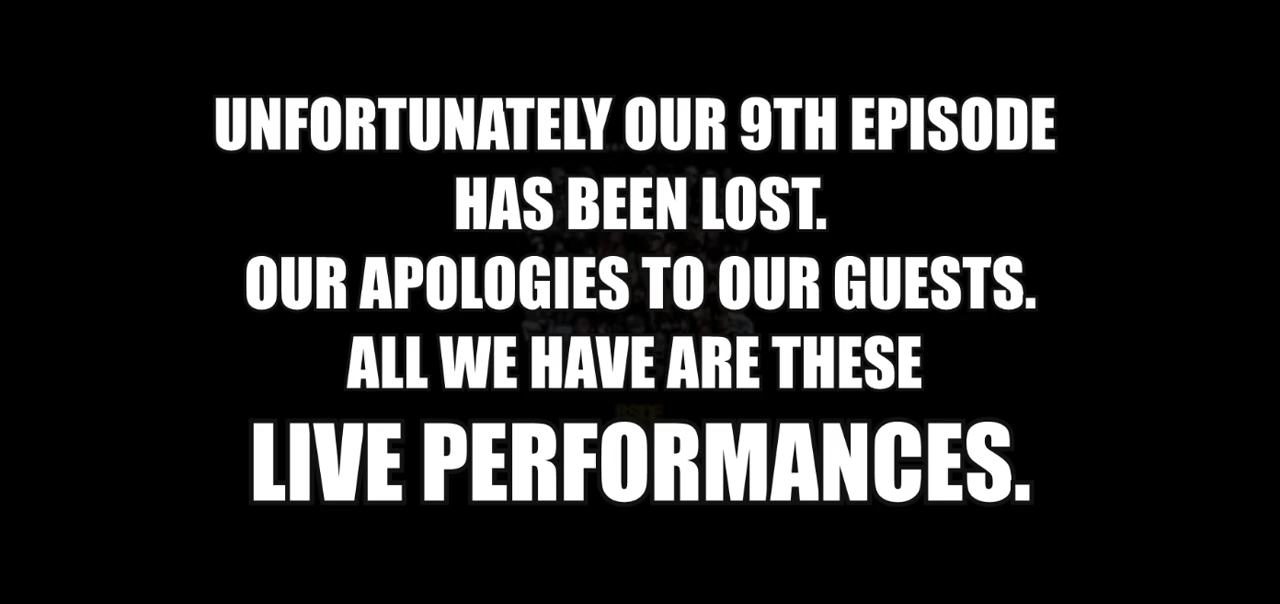 UNFORTUNATELY OUR 9TH EPISODE
HAS BEEN LOST.
OUR APOLOGIES TO OUR GUESTS.
ALL WE HAVE ARE THESE
LIVE PERFORMANCES.